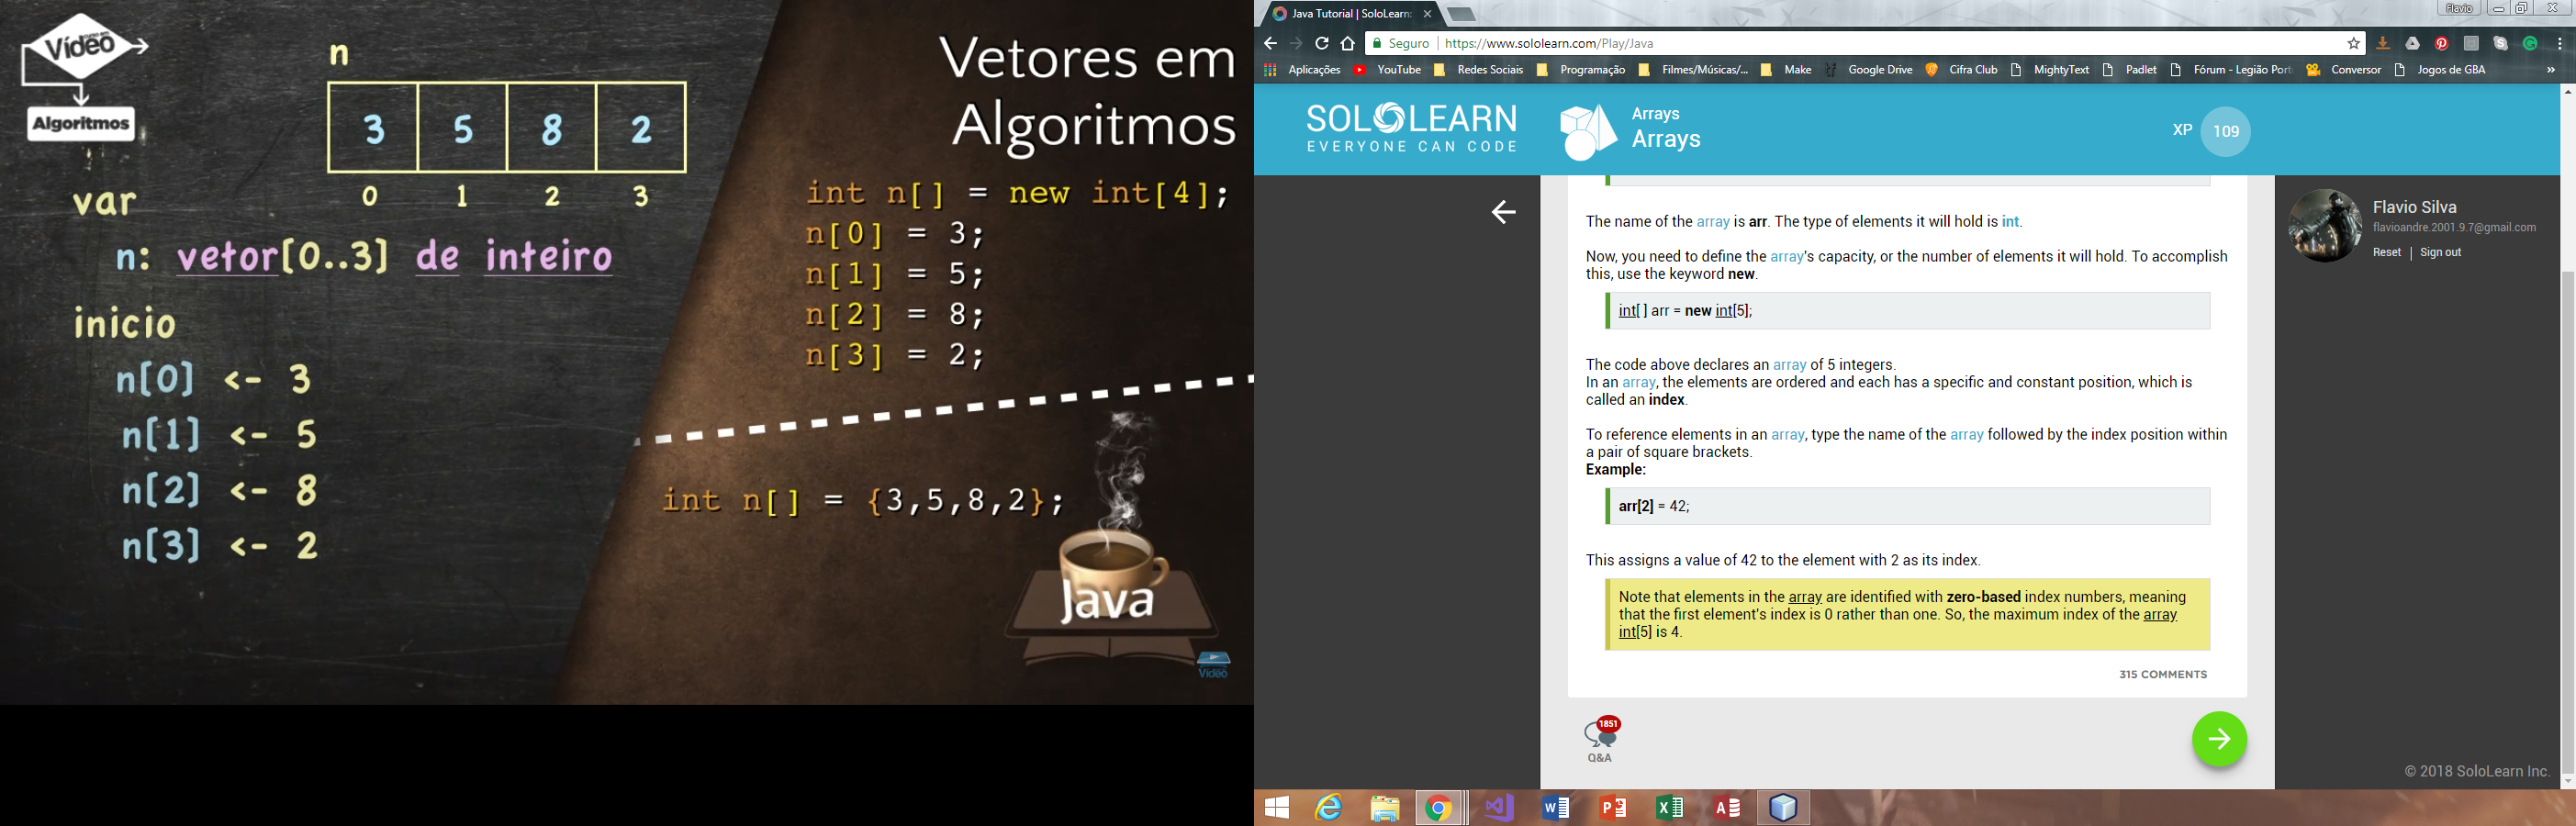 curso em
Vídeo
Algoritmos
n
3 5 8 2
0 1 2 3
var
n: vetor[0..3] de inteiro
inicio
n[0] <- 3
n[1] <- 5
n[2] <- 8
n[3] <- 2
Vetores em
Algoritmos
int n[] = new int[4];
n[0] = 3;
n[1] = 5;
n[2] = 8;
n[3] = 2;
int n[] = {3,5,8,2};
Java
Vídeo
Java Tutorial | SoloLearn:
Flavio
Seguro | https://www.sololearn.com/Play/Java
Aplicações YouTube Redes Sociais Programação Filmes/Músicas/... Make Google Drive Cifra Club MightyText Padlet Fórum - Legião Port Conversor Jogos de GBA »
SOLOLEARN
EVERYONE CAN CODE
Arrays
Arrays
XP 109
Flavio Silva
flavioandre.2001.9.7@gmail.com
Reset | Sign out
The name of the array is arr. The type of elements it will hold is int.
Now, you need to define the array's capacity, or the number of elements it will hold. To accomplish
this, use the keyword new.
int[ ] arr = new int[5];
The code above declares an array of 5 integers.
In an array, the elements are ordered and each has a specific and constant position, which is
called an index.
To reference elements in an array, type the name of the array followed by the index position within
a pair of square brackets.
Example:
arr[2] = 42;
This assigns a value of 42 to the element with 2 as its index.
Note that elements in the array are identified with zero-based index numbers, meaning
that the first element's index is 0 rather than one. So, the maximum index of the array
int[5] is 4.
315 COMMENTS
1851
Q&A
© 2018 SoloLearn Inc.